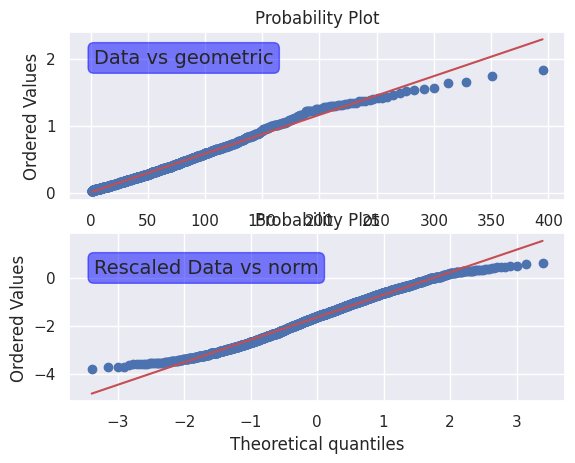 Probability Plot
Data vs geometric
Ordered Values
2
1
0
0 50 100 150 200 250 300 350 400
Probability Plot
Rescaled Data vs norm
Ordered Values
0
−2
−4
−3 −2 −1 0 1 2 3
Theoretical quantiles